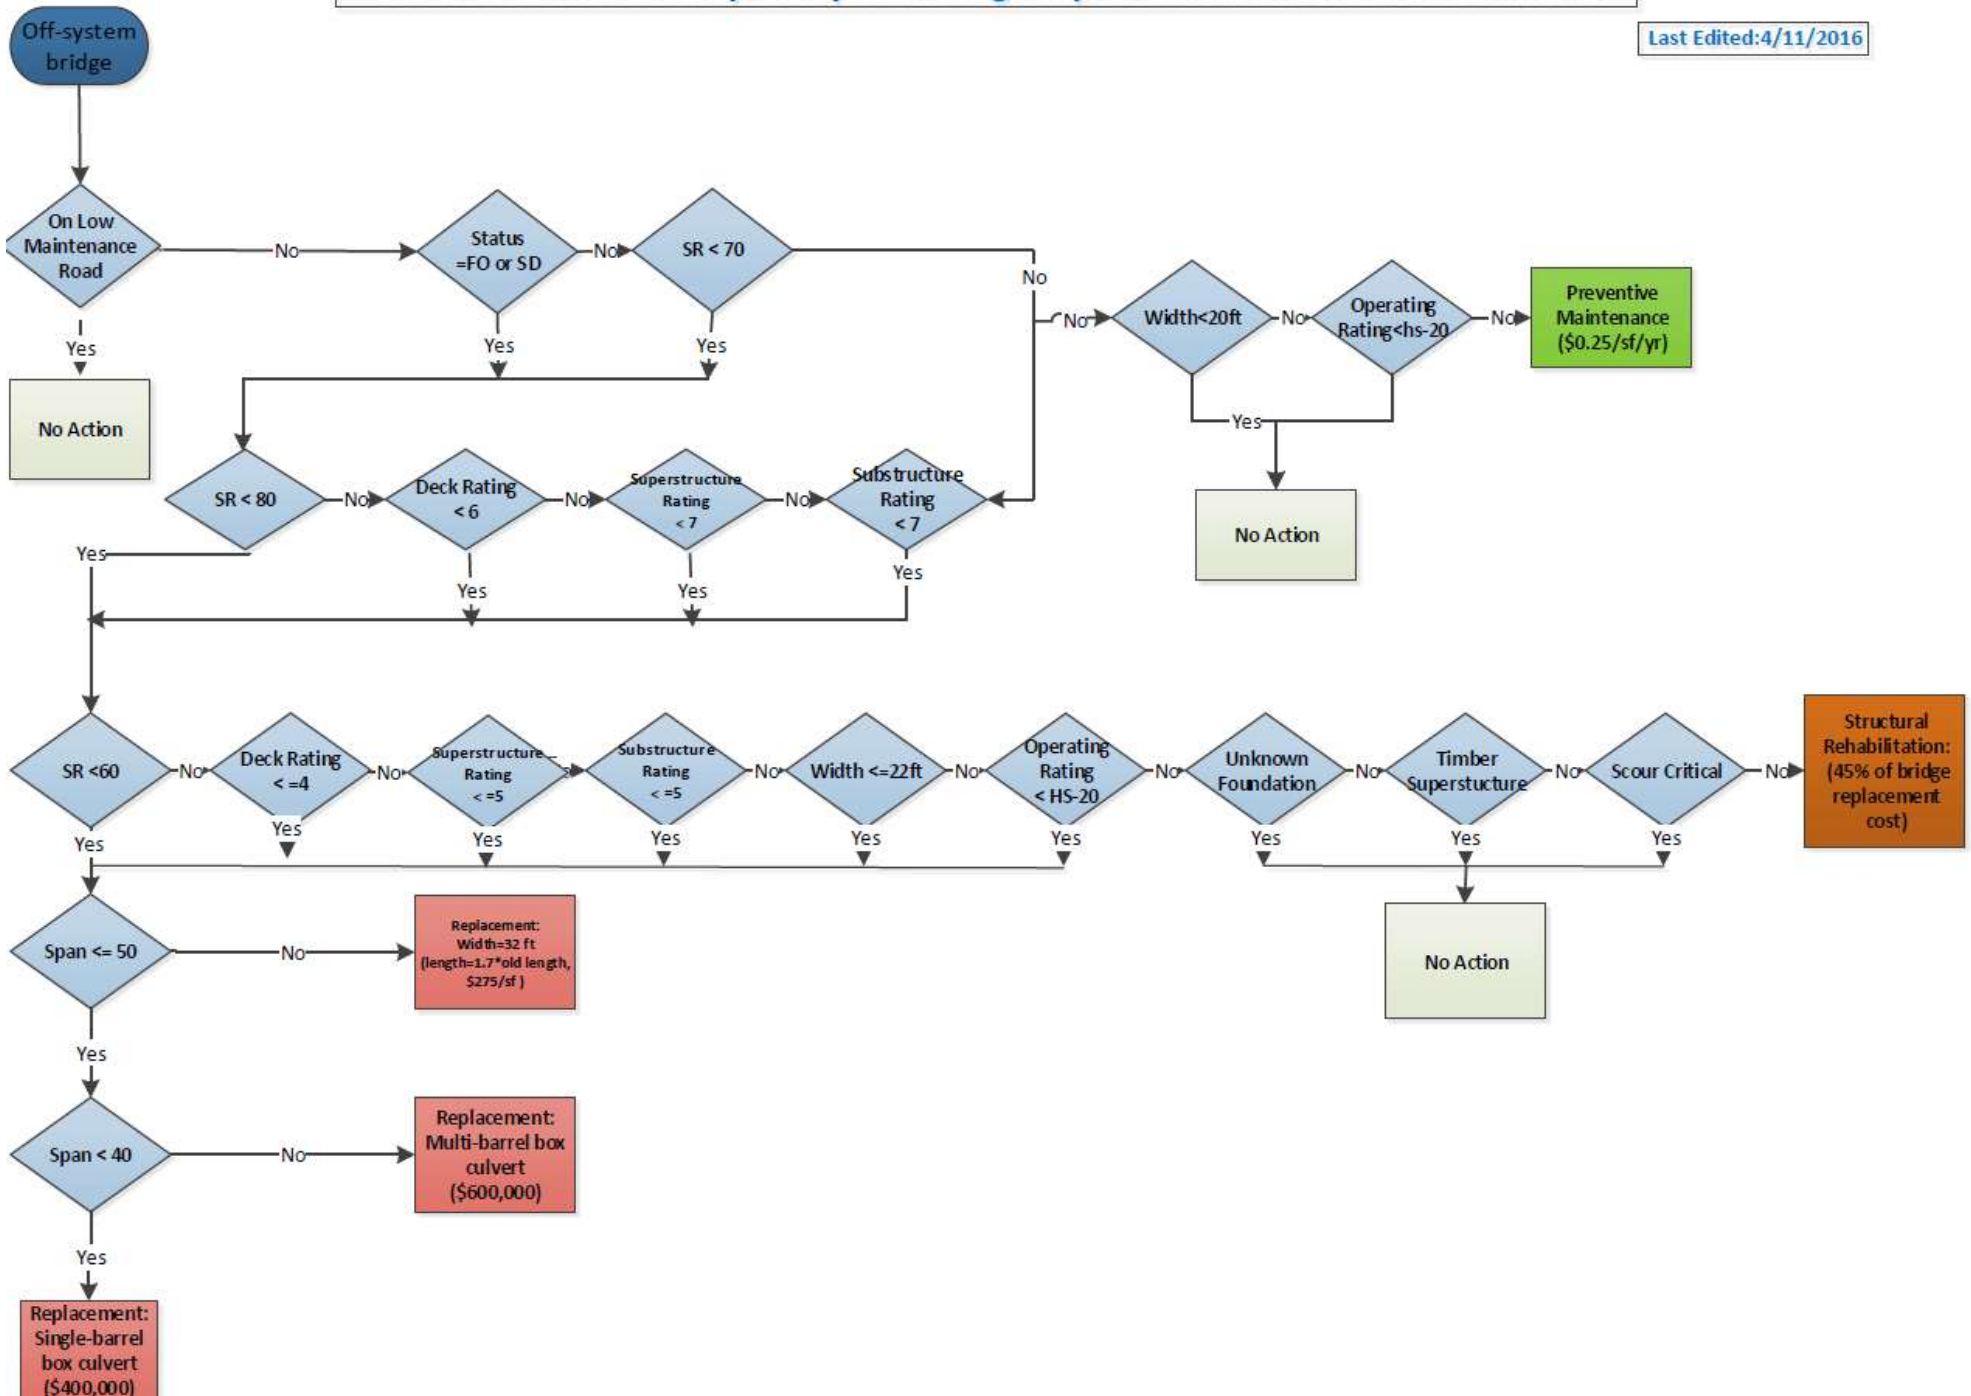 Last Edited:4/11/2016
Off-system
bridge
On Low
Maintenance
Road
No
Status
=FO or SD
No
SR < 70
No
No
Width<20ft
No
Operating
Rating<hs-20
No
Preventive
Maintenance
($0.25/sf/yr)
Yes
Yes
Yes
No Action
Yes
No Action
SR < 80
No
Deck Rating
< 6
No
Superstructure
Rating
< 7
No
Substructure
Rating
< 7
Yes
Yes
Yes
Yes
SR <60
No
Deck Rating
< =4
No
Superstructure
Rating
< =5
Substructure
Rating
< =5
No
Width <=22ft
No
Operating
Rating
< HS-20
No
Unknown
Foundation
No
Timber
Superstucture
No
Scour Critical
No
Structural
Rehabilitation:
(45% of bridge
replacement
cost)
Yes
Yes
Yes
Yes
Yes
Yes
Yes
Yes
Yes
No Action
Span <= 50
No
Replacement:
Width=32 ft
(length=1.7*old length,
$275/sf )
Yes
Span < 40
No
Replacement:
Multi-barrel box
culvert
($600,000)
Yes
Replacement:
Single-barrel
box culvert
($400,000)